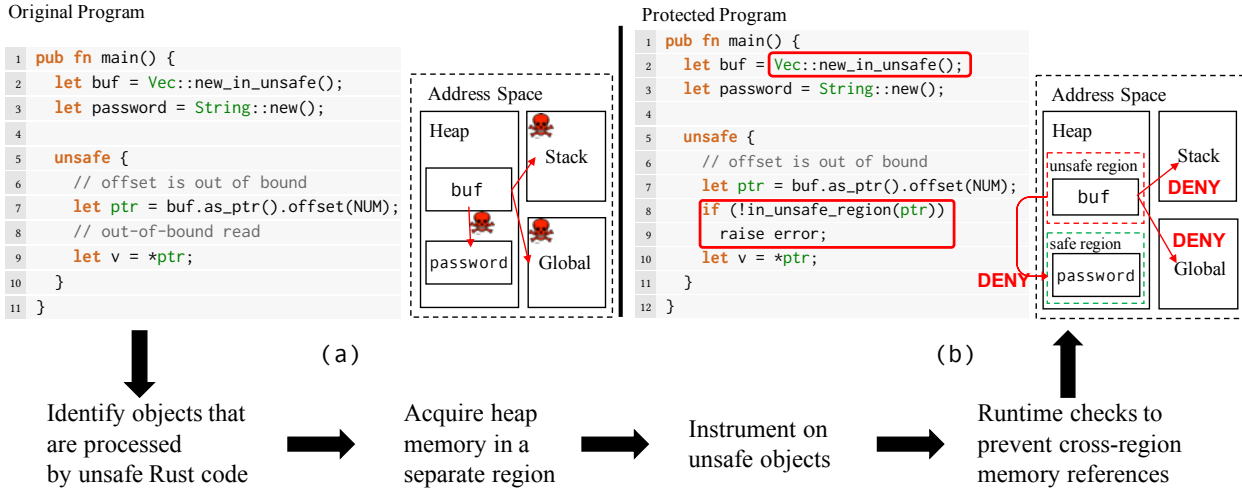 Original Program
1 pub fn main() {
2 let buf = Vec::new_in_unsafe();
3 let password = String::new();
4
5 unsafe {
6 // offset is out of bound
7 let ptr = buf.as_ptr().offset(NUM);
8 // out-of-bound read
9 let v = *ptr;
10 }
11 }
Address Space
Heap
Stack
buf
password
Global
(a)
Protected Program
1 pub fn main() {
2 let buf = Vec::new_in_unsafe();
3 let password = String::new();
4
5 unsafe {
6 // offset is out of bound
7 let ptr = buf.as_ptr().offset(NUM);
8 if (!in_unsafe_region(ptr))
9 raise error;
10 let v = *ptr;
11 }
12 }
Address Space
Heap
unsafe region
Stack
DENY
buf
DENY
safe region
Global
password
DENY
(b)
Identify objects that
are processed
by unsafe Rust code
Acquire heap
memory in a
separate region
Instrument on
unsafe objects
Runtime checks to
prevent cross-region
memory references